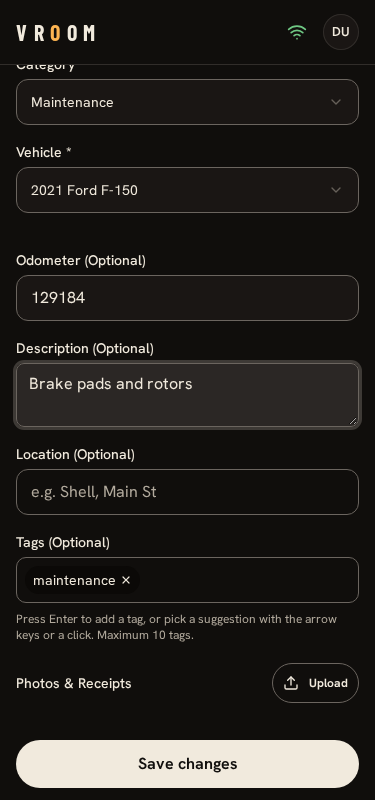 VROOM
DU
Category
Maintenance
Vehicle *
2021 Ford F-150
Odometer (Optional)
129184
Description (Optional)
Brake pads and rotors
Location (Optional)
e.g. Shell, Main St
Tags (Optional)
maintenance ×
Press Enter to add a tag, or pick a suggestion with the arrow
keys or a click. Maximum 10 tags.
Photos & Receipts
Upload
Save changes